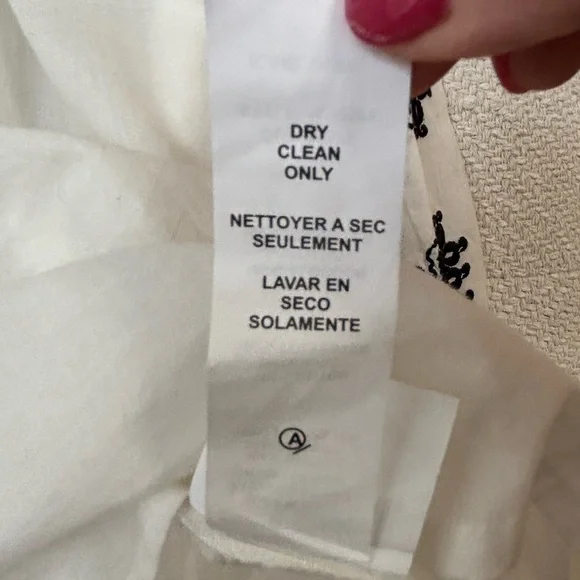 DRY
CLEAN
ONLY
NETTOYER A SEC
SEULEMENT
LAVAR EN
SECO
SOLAMENTE
A